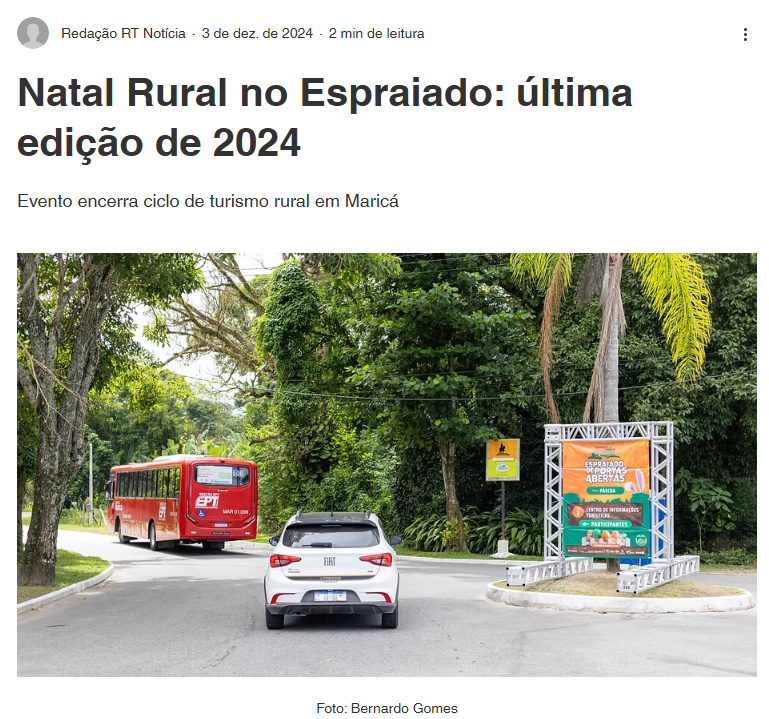 Redação RT Notícia · 3 de dez. de 2024 · 2 min de leitura
Natal Rural no Espraiado: última
edição de 2024
Evento encerra ciclo de turismo rural em Maricá
EPT
MAR 01.098
FIAT
ESPRAIADO
DE PORTAS
ABERTAS
PÁSCOA
CENTRO DE INFORMAÇÕES
TURÍSTICAS
PARTICIPANTES
Foto: Bernardo Gomes